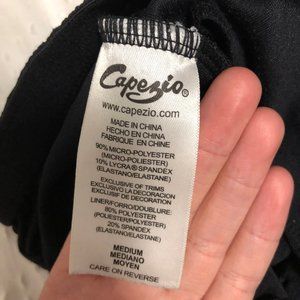 Capezio®
www.capezio.com
MADE IN CHINA
HECHO EN CHINA
FABRIQUE EN CHINE
90% MICRO-POLYESTER
(MICRO-POLIESTER)
10% LYCRA® SPANDEX
(ELASTANO/ELASTANE)
EXCLUSIVE OF TRIMS
EXCLUSIVO LA DECORACION
EXCLUSIF DE DECORATION
LINER/FORRO/DOUBLURE:
80% POLYESTER
(POLIESTER/POLYESTER)
20% SPANDEX
(ELASTANO/ELASTANE)
MEDIUM
MEDIANO
MOYEN
CARE ON REVERSE